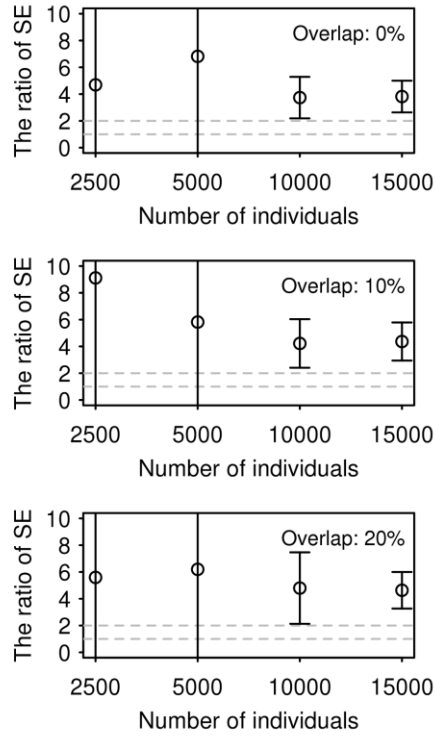 The ratio of SE
10
8
6
4
2
0
Overlap: 0%
2500 5000 10000 15000
Number of individuals
The ratio of SE
10
8
6
4
2
0
Overlap: 10%
2500 5000 10000 15000
Number of individuals
The ratio of SE
10
8
6
4
2
0
Overlap: 20%
2500 5000 10000 15000
Number of individuals